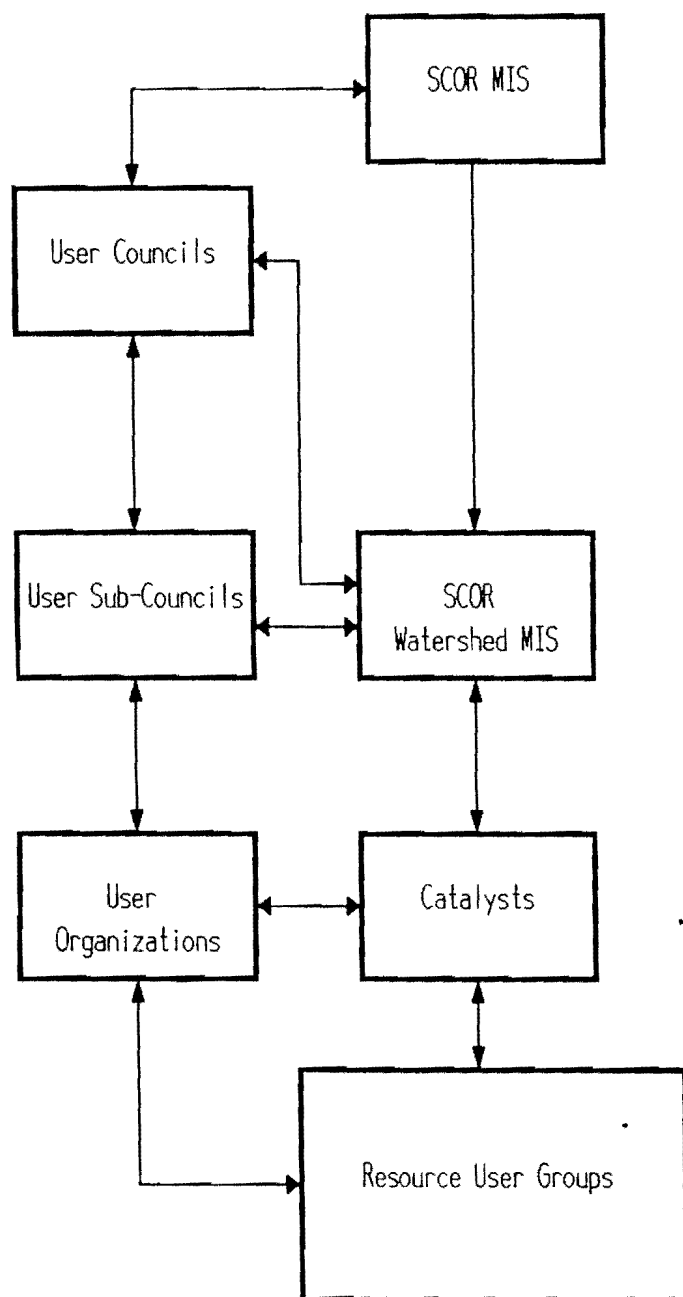 SCOR MIS
User Councils
User Sub-Councils
SCOR
Watershed MIS
User
Organizations
Catalysts
Resource User Groups